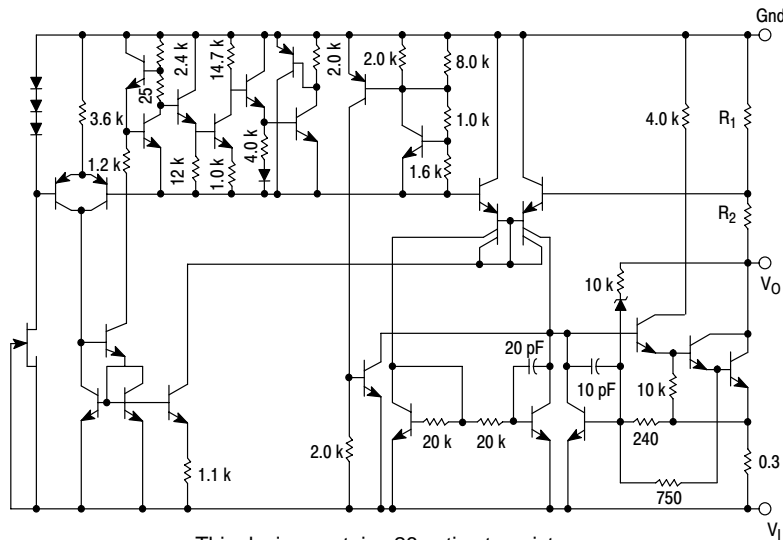 Gnd
2.4 k
14.7 k
2.0 k
2.0 k
8.0 k
25
3.6 k
4.0 k
1.0 k
4.0 k
R1
1.2 k
12 k
1.0 k
1.6 k
R2
10 k
VO
20 pF
10 pF
10 k
20 k
20 k
240
2.0 k
0.3
1.1 k
750
VI